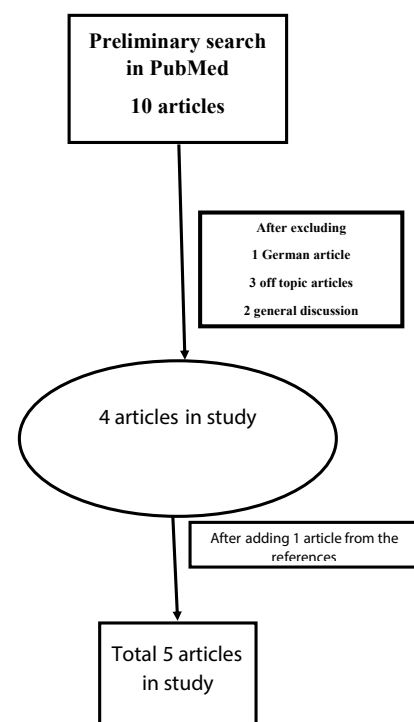 Preliminary search
in PubMed
10 articles
After excluding
1 German article
3 off topic articles
2 general discussion
4 articles in study
After adding 1 article from the
references
Total 5 articles
in study